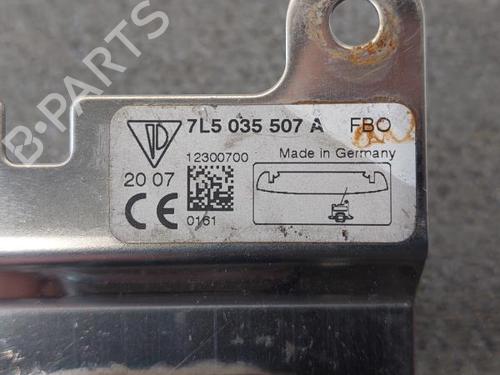 B-PARTS
7L5 035 507 A FBO
12300700 Made in Germany
20 07
CE
0161